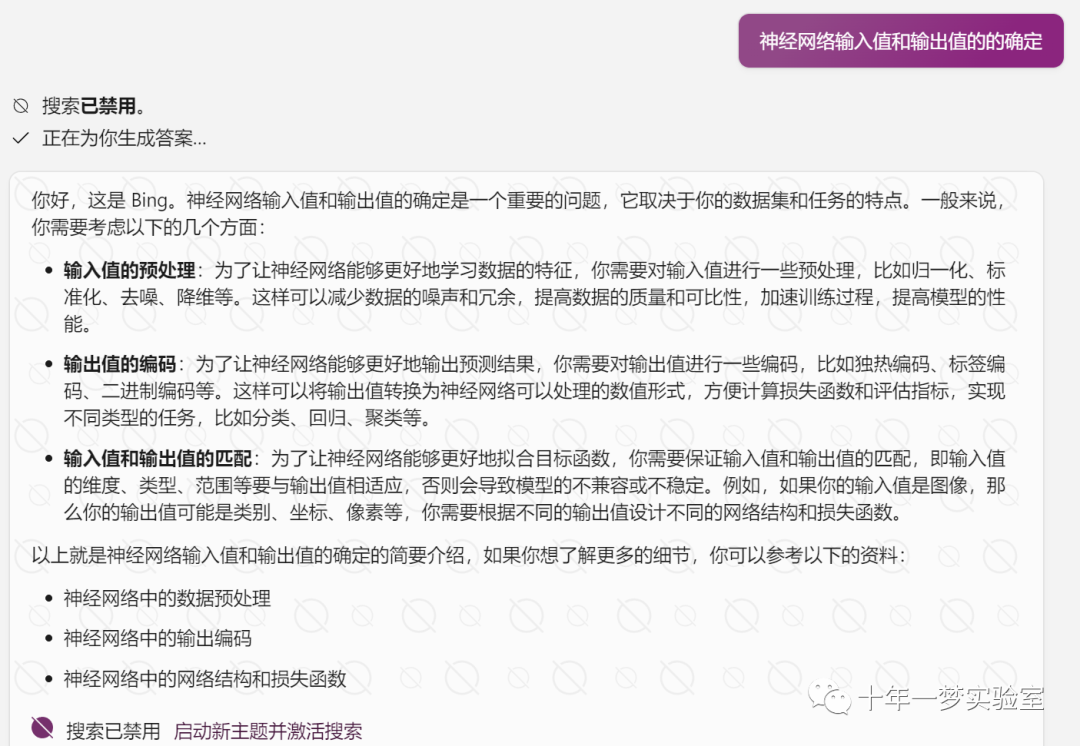 神经网络输入值和输出值的的确定
搜索已禁用。
正在为你生成答案...
你好，这是 Bing。神经网络输入值和输出值的确定是一个重要的问题，它取决于你的数据集和任务的特点。一般来说，
你需要考虑以下的几个方面：
• 输入值的预处理：为了让神经网络能够更好地学习数据的特征，你需要对输入值进行一些预处理，比如归一化、标
准化、去噪、降维等。这样可以减少数据的噪声和冗余，提高数据的质量和可比性，加速训练过程，提高模型的性
能。
• 输出值的编码：为了让神经网络能够更好地输出预测结果，你需要对输出值进行一些编码，比如独热编码、标签编
码、二进制编码等。这样可以将输出值转换为神经网络可以处理的数值形式，方便计算损失函数和评估指标，实现
不同类型的任务，比如分类、回归、聚类等。
• 输入值和输出值的匹配：为了让神经网络能够更好地拟合目标函数，你需要保证输入值和输出值的匹配，即输入值
的维度、类型、范围等要与输出值相适应，否则会导致模型的不兼容或不稳定。例如，如果你的输入值是图像，那
么你的输出值可能是类别、坐标、像素等，你需要根据不同的输出值设计不同的网络结构和损失函数。
以上就是神经网络输入值和输出值的确定的简要介绍，如果你想了解更多的细节，你可以参考以下的资料：
• 神经网络中的数据预处理
• 神经网络中的输出编码
• 神经网络中的网络结构和损失函数
十年一梦实验室
搜索已禁用 启动新主题并激活搜索